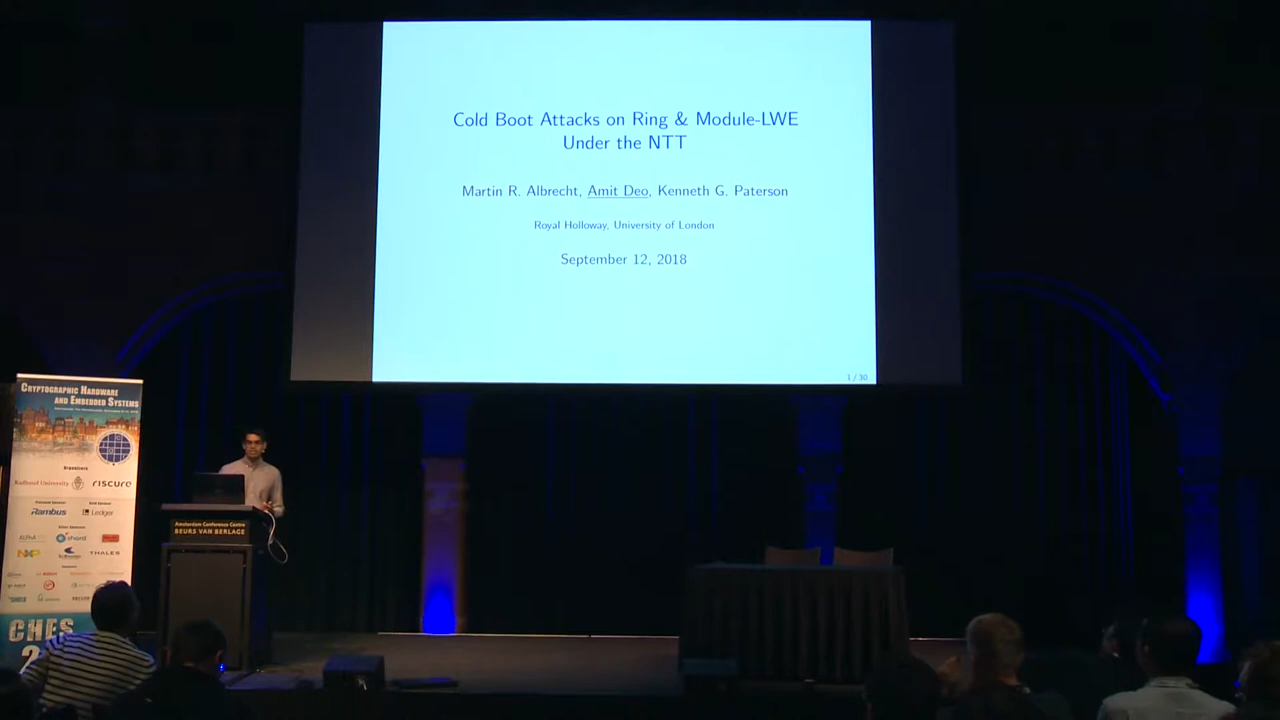 Cold Boot Attacks on Ring & Module-LWE
Under the NTT
Martin R. Albrecht, Amit Deo, Kenneth G. Paterson
Royal Holloway, University of London
September 12, 2018
1 / 30
CRYPTOGRAPHIC HARDWARE
AND EMBEDDED SYSTEMS
Organizers
Radboud University
riscure
Rambus
Ledger
NXP
THALES
CHES
Amsterdam Conference Centre
BEURS VAN BERLAGE